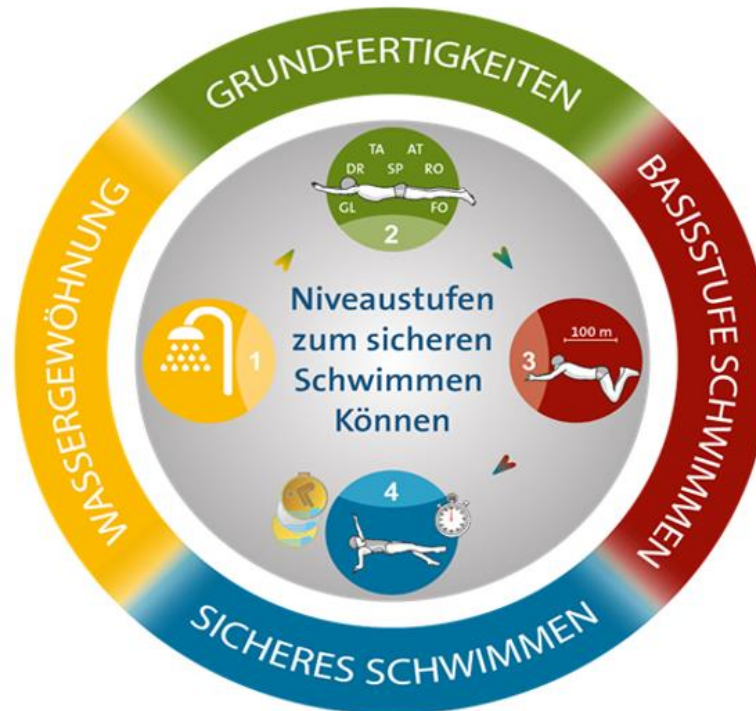 GRUNDFERTIGKEITEN
BASISSTUFE SCHWIMMEN
SICHERES SCHWIMMEN
WASSERGEWÖHNUNG
TA AT
DR SP RO
GL FO
2
Niveaustufen
zum sicheren
Schwimmen
Können
1
100 m
3
4